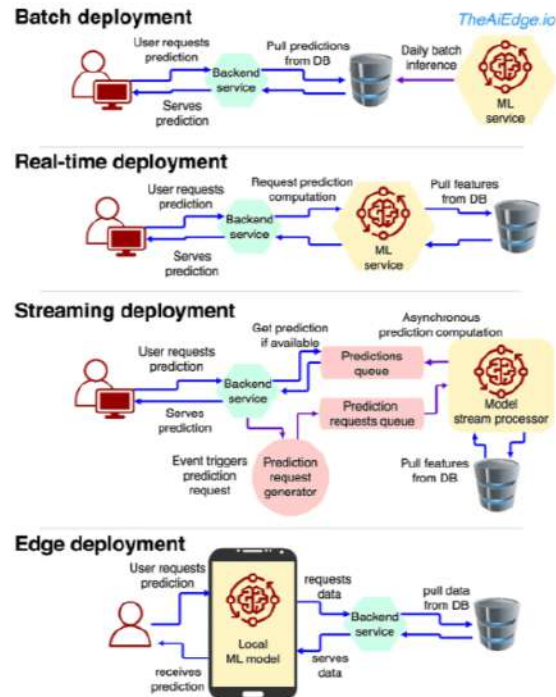 Batch deployment
TheAiEdge.io
User requests
prediction
Pull predictions
from DB
Daily batch
inference
Backend
service
Serves
prediction
ML
service
Real-time deployment
User requests
prediction
Request prediction
computation
Pull features
from DB
Backend
service
Serves
prediction
ML
service
Streaming deployment
Get prediction
if available
Asynchronous
prediction computation
User requests
prediction
Predictions
queue
Backend
service
Serves
prediction
Prediction
requests queue
Model
stream processor
Event triggers
prediction
request
Prediction
request
generator
Pull features
from DB
Edge deployment
User requests
prediction
requests
data
pull data
from DB
Backend
service
Local
ML model
serves
data
receives
prediction